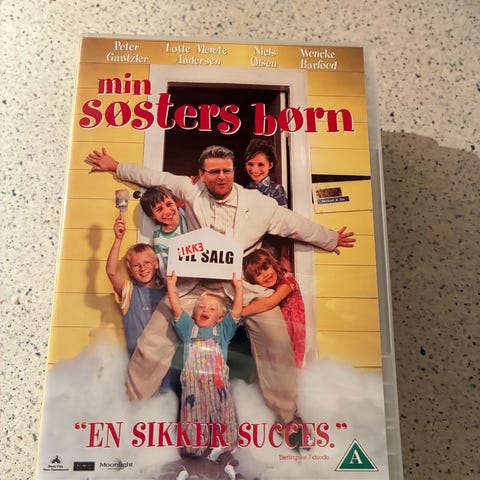 Peter Gantzler
Lotte Merete Andersen
Niels Olsen
Wencke Barfoed
min
søsters børn
IKKE
TIL SALG
"EN SIKKER SUCCES."
Berlingske Tidende
A
Moonlight